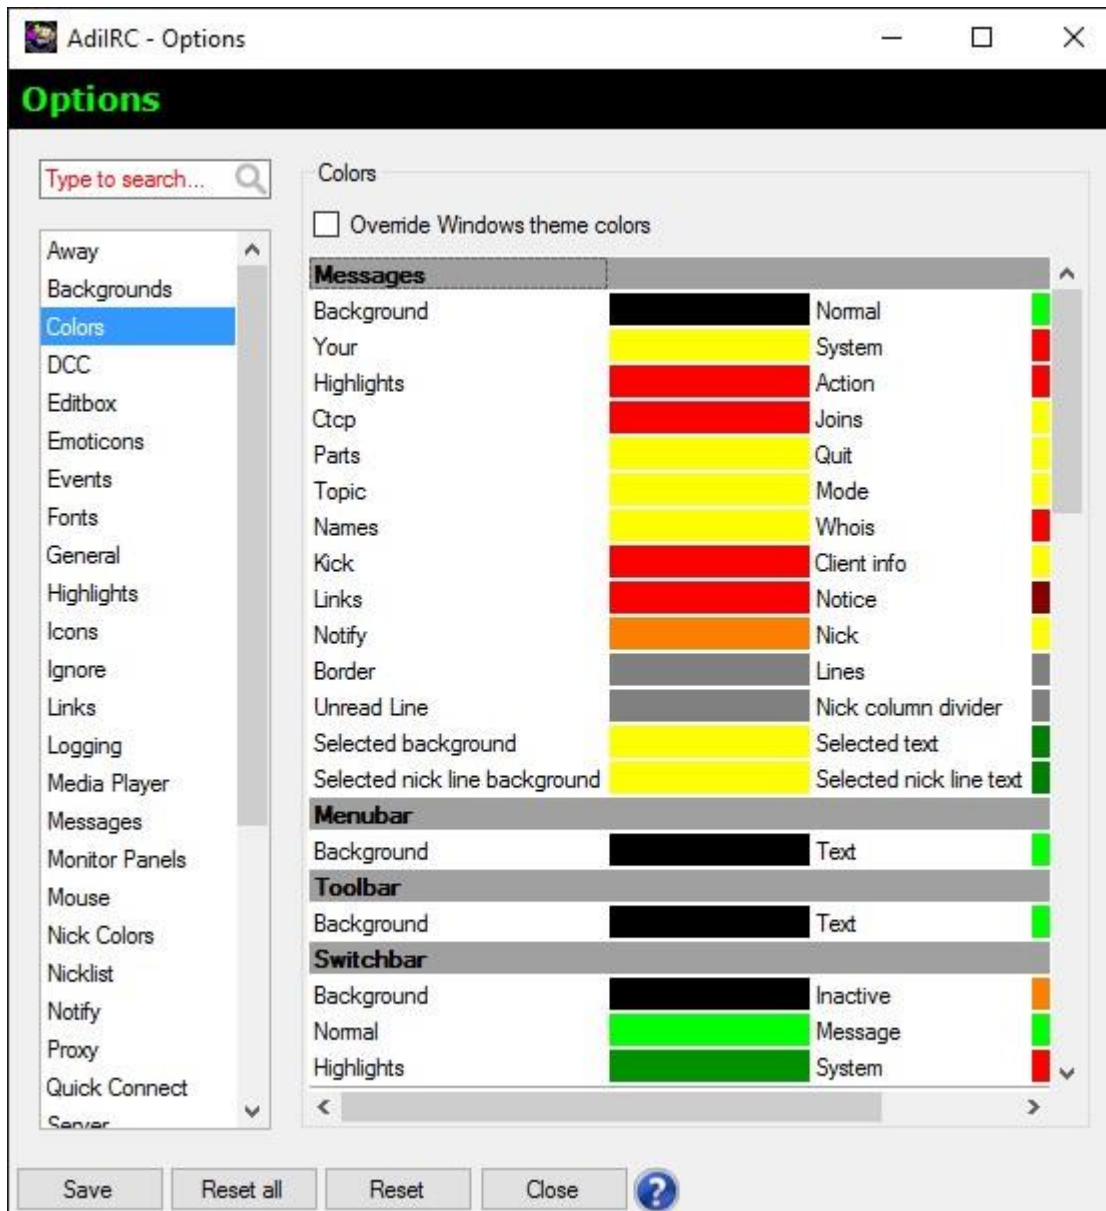 AdiIRC - Options
Options
Type to search...
Away
Backgrounds
Colors
DCC
Editbox
Emoticons
Events
Fonts
General
Highlights
Icons
Ignore
Links
Logging
Media Player
Messages
Monitor Panels
Mouse
Nick Colors
Nicklist
Notify
Proxy
Quick Connect
Server
Colors
Override Windows theme colors
Messages
Background Normal
Your System
Highlights Action
Ctcp Joins
Parts Quit
Topic Mode
Names Whois
Kick Client info
Links Notice
Notify Nick
Border Lines
Unread Line Nick column divider
Selected background Selected text
Selected nick line background Selected nick line text
Menubar
Background Text
Toolbar
Background Text
Switchbar
Background Inactive
Normal Message
Highlights System
Save Reset all Reset Close ?